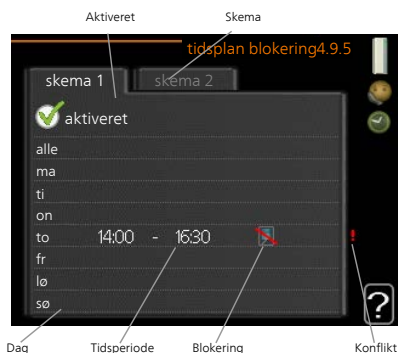 Aktiveret Skema
tidsplan blokering4.9.5
skema 1 skema 2
aktiveret
alle
ma
ti
on
to 14:00 - 16:30 !
fr
lø
sø
?
Dag Tidsperiode Blokering Konflikt